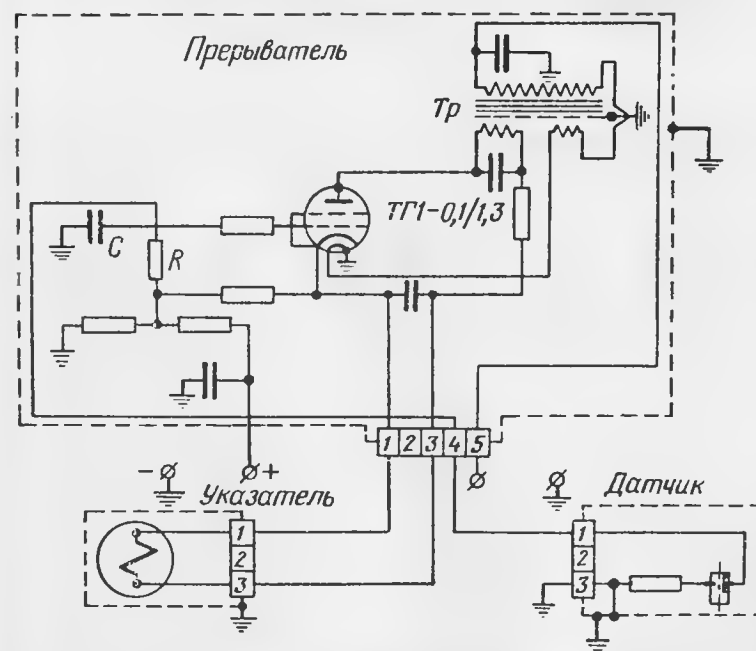 Прерыватель
Тр
ТГ1-0,1/1,3
C
R
1 2 3 4 5
- +
Указатель
1
2
3
Датчик
1
2
3